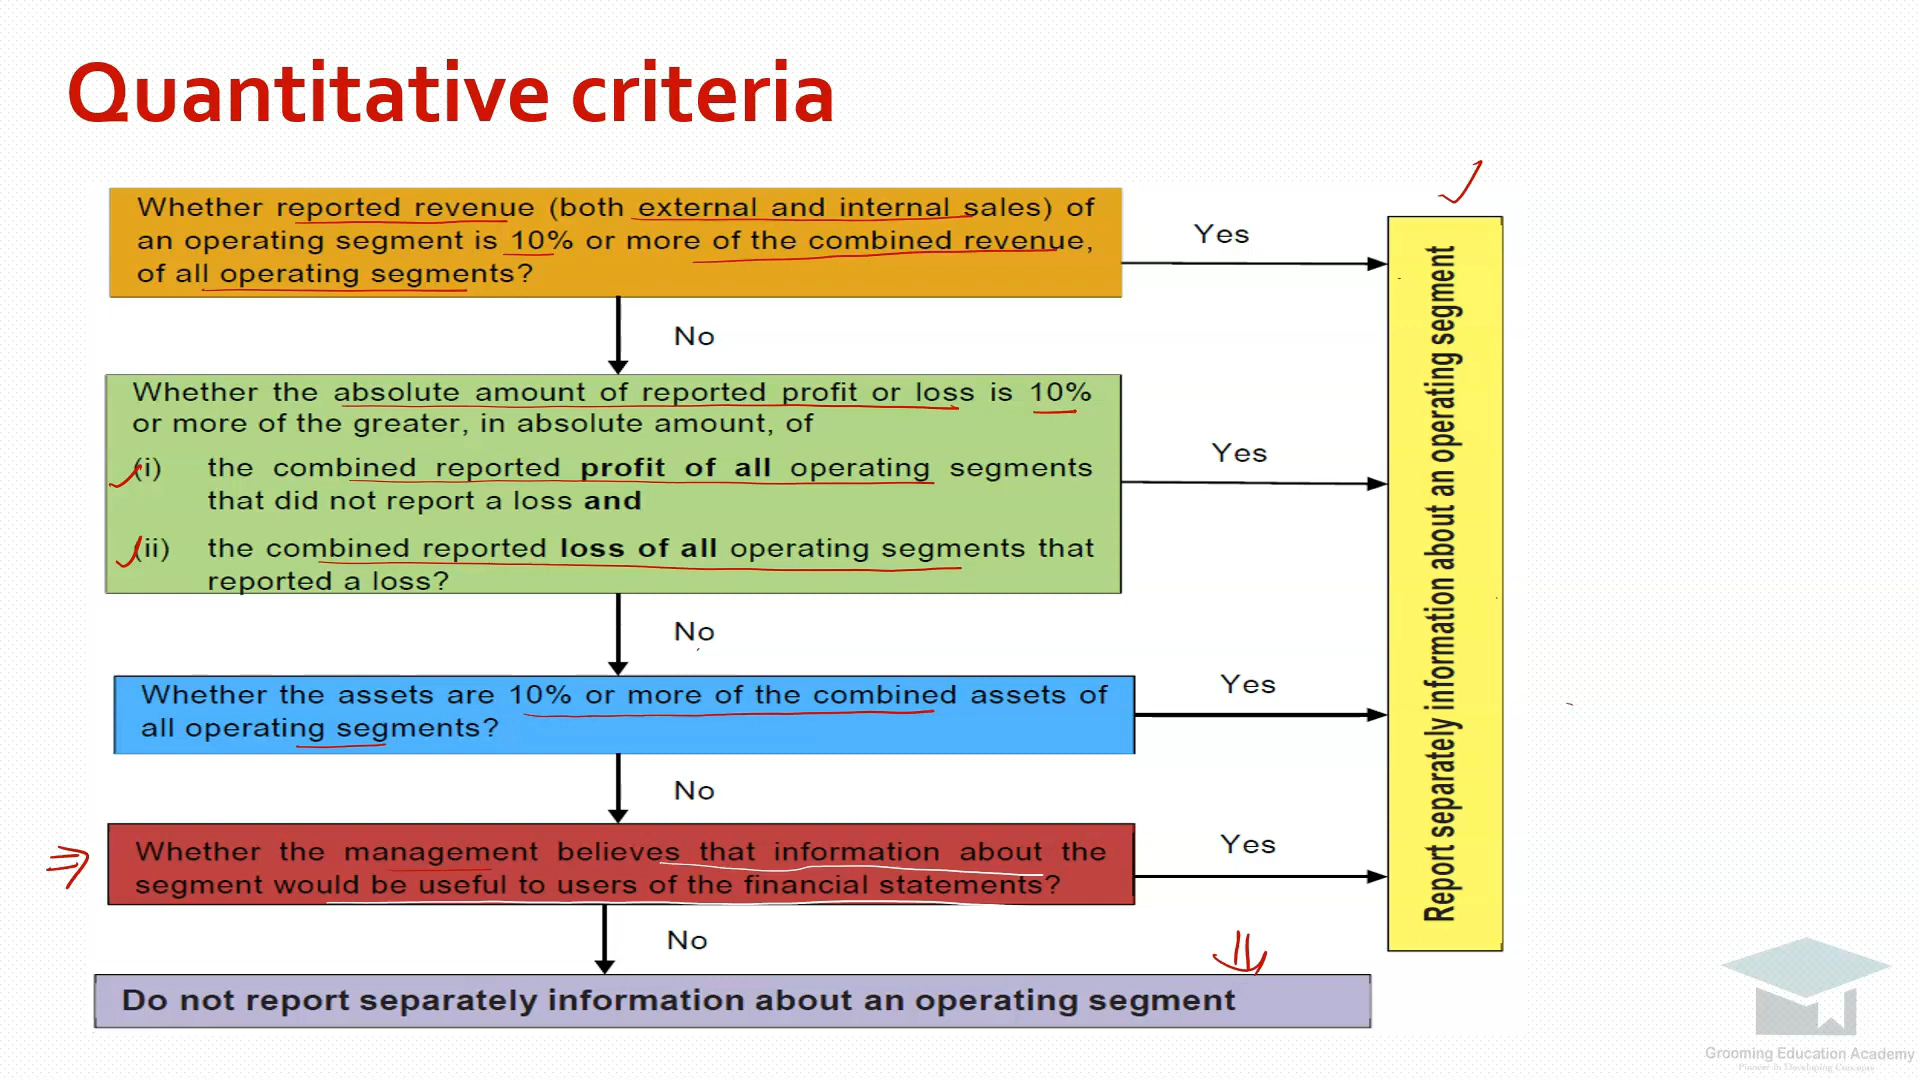 Quantitative criteria
Whether reported revenue (both external and internal sales) of
an operating segment is 10% or more of the combined revenue,
of all operating segments?
Yes
No
Whether the absolute amount of reported profit or loss is 10%
or more of the greater, in absolute amount, of
(i) the combined reported profit of all operating segments
that did not report a loss and
(ii) the combined reported loss of all operating segments that
reported a loss?
Yes
No
Whether the assets are 10% or more of the combined assets of
all operating segments?
Yes
No
Whether the management believes that information about the
segment would be useful to users of the financial statements?
Yes
No
Do not report separately information about an operating segment
Report separately information about an operating segment
Grooming Education Academy
Pioneer In Developing Concepts